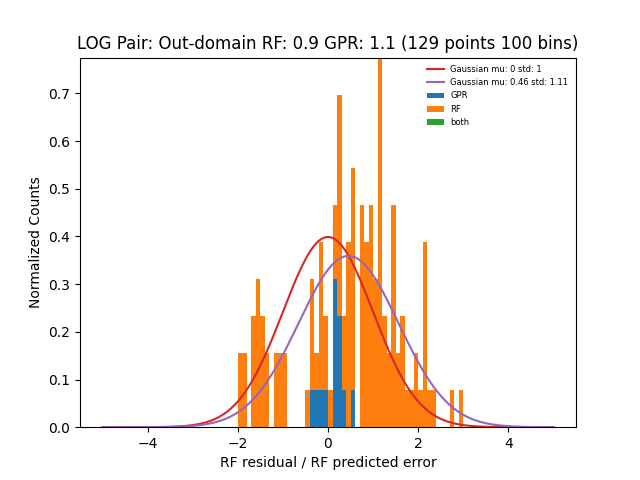 LOG Pair: Out-domain RF: 0.9 GPR: 1.1 (129 points 100 bins)
Gaussian mu: 0 std: 1
Gaussian mu: 0.46 std: 1.11
GPR
RF
both
Normalized Counts
0.7
0.6
0.5
0.4
0.3
0.2
0.1
0.0
−4 −2 0 2 4
RF residual / RF predicted error